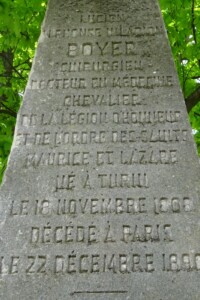 BOYER
CHIRURGIEN
DOCTEUR EN MÉDECINE
CHEVALIER
DE LA LÉGION D'HONNEUR
ET DE L'ORDRE DES SAINTS
MAURICE ET LAZARE
NÉ À TURIN
LE 18 NOVEMBRE
DÉCÉDÉ À PARIS
LE 22 DÉCEMBRE 1890